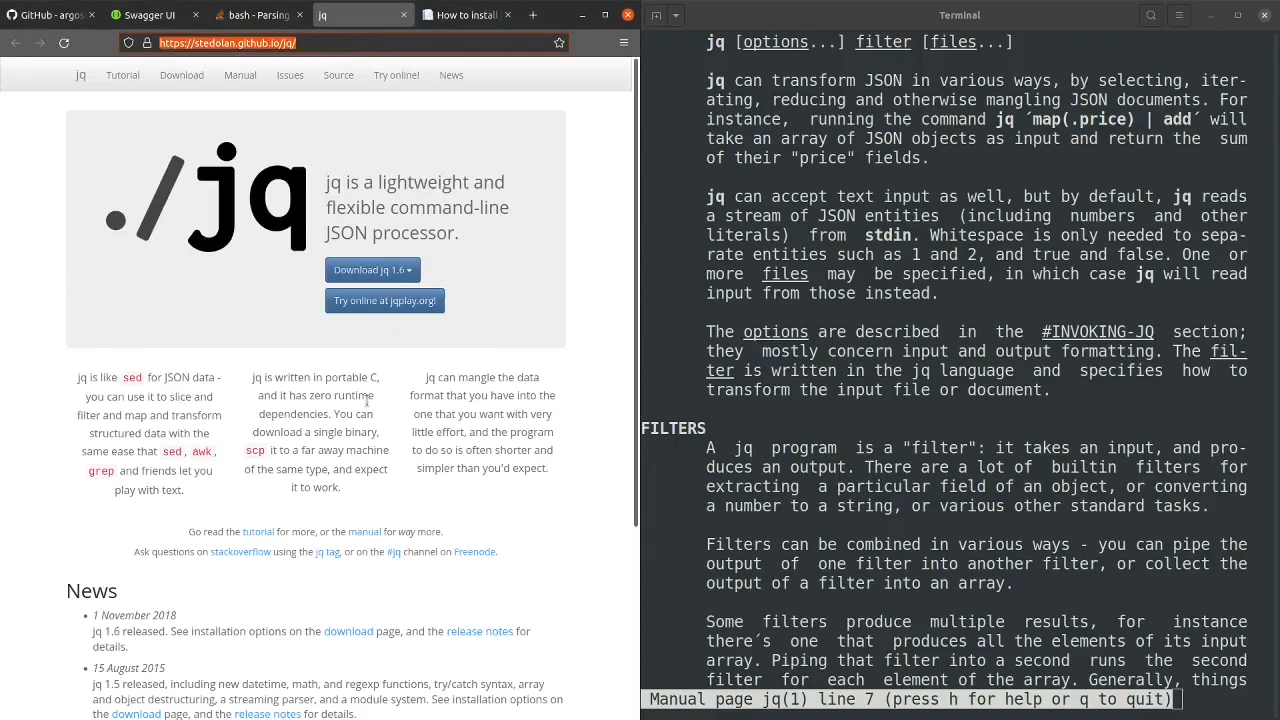 GitHub - argos
Swagger UI
bash - Parsing
jq
How to install j
https://stedolan.github.io/jq/
jq Tutorial Download Manual Issues Source Try online! News
./jq
jq is a lightweight and
flexible command-line
JSON processor.
Download jq 1.6
Try online at jqplay.org!
jq is like sed for JSON data -
you can use it to slice and
filter and map and transform
structured data with the
same ease that sed, awk,
grep and friends let you
play with text.
jq is written in portable C,
and it has zero runtime
dependencies. You can
download a single binary,
scp it to a far away machine
of the same type, and expect
it to work.
jq can mangle the data
format that you have into the
one that you want with very
little effort, and the program
to do so is often shorter and
simpler than you'd expect.
Go read the tutorial for more, or the manual for way more.
Ask questions on stackoverflow using the jq tag, or on the #jq channel on Freenode.
News
• 1 November 2018
jq 1.6 released. See installation options on the download page, and the release notes for
details.
• 15 August 2015
jq 1.5 released, including new datetime, math, and regexp functions, try/catch syntax, array
and object destructuring, a streaming parser, and a module system. See installation options on
the download page, and the release notes for details.
Terminal
jq [options...] filter [files...]
jq can transform JSON in various ways, by selecting, iter-
ating, reducing and otherwise mangling JSON documents. For
instance, running the command jq ´map(.price) | add´ will
take an array of JSON objects as input and return the sum
of their "price" fields.
jq can accept text input as well, but by default, jq reads
a stream of JSON entities (including numbers and other
literals) from stdin. Whitespace is only needed to sepa-
rate entities such as 1 and 2, and true and false. One or
more files may be specified, in which case jq will read
input from those instead.
The options are described in the #INVOKING-JQ section;
they mostly concern input and output formatting. The fil-
ter is written in the jq language and specifies how to
transform the input file or document.
FILTERS
A jq program is a "filter": it takes an input, and pro-
duces an output. There are a lot of builtin filters for
extracting a particular field of an object, or converting
a number to a string, or various other standard tasks.
Filters can be combined in various ways - you can pipe the
output of one filter into another filter, or collect the
output of a filter into an array.
Some filters produce multiple results, for instance
there´s one that produces all the elements of its input
array. Piping that filter into a second runs the second
filter for each element of the array. Generally, things
Manual page jq(1) line 7 (press h for help or q to quit)